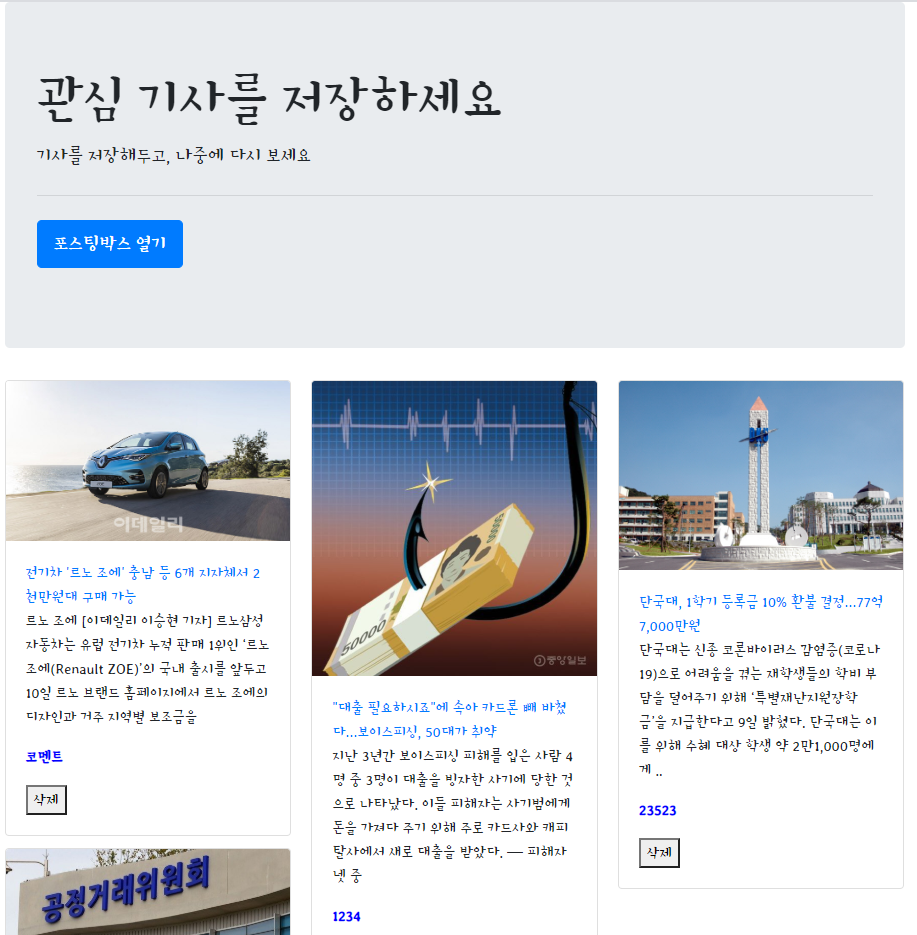 관심 기사를 저장하세요
기사를 저장해두고, 나중에 다시 보세요
포스팅박스 열기
이데일리
전기차 ‘르노 조에’ 충남 등 6개 지자체서 2
천만원대 구매 가능
르노 조에 [이데일리 이승현 기자] 르노삼성
자동차는 유럽 전기차 누적 판매 1위인 ‘르노
조에(Renault ZOE)’의 국내 출시를 앞두고
10일 르노 브랜드 홈페이지에서 르노 조에의
디자인과 거주 지역별 보조금을
코멘트
삭제
공정거래위원회
50000
중앙일보
"대출 필요하시죠"에 속아 카드론 빼 바쳤
다…보이스피싱, 50대가 취약
지난 3년간 보이스피싱 피해를 입은 사람 4
명 중 3명이 대출을 빙자한 사기에 당한 것
으로 나타났다. 이들 피해자는 사기범에게
돈을 가져다 주기 위해 주로 카드사와 캐피
탈사에서 새로 대출을 받았다. — 피해자
넷 중
1234
단국대, 1학기 등록금 10% 환불 결정…77억
7,000만원
단국대는 신종 코론바이러스 감염증(코로나
19)으로 어려움을 겪는 재학생들의 학비 부
담을 덜어주기 위해 ‘특별재난지원장학
금’을 지급한다고 9일 밝혔다. 단국대는 이
를 위해 수혜 대상 학생 약 2만1,000명에
게 ..
23523
삭제